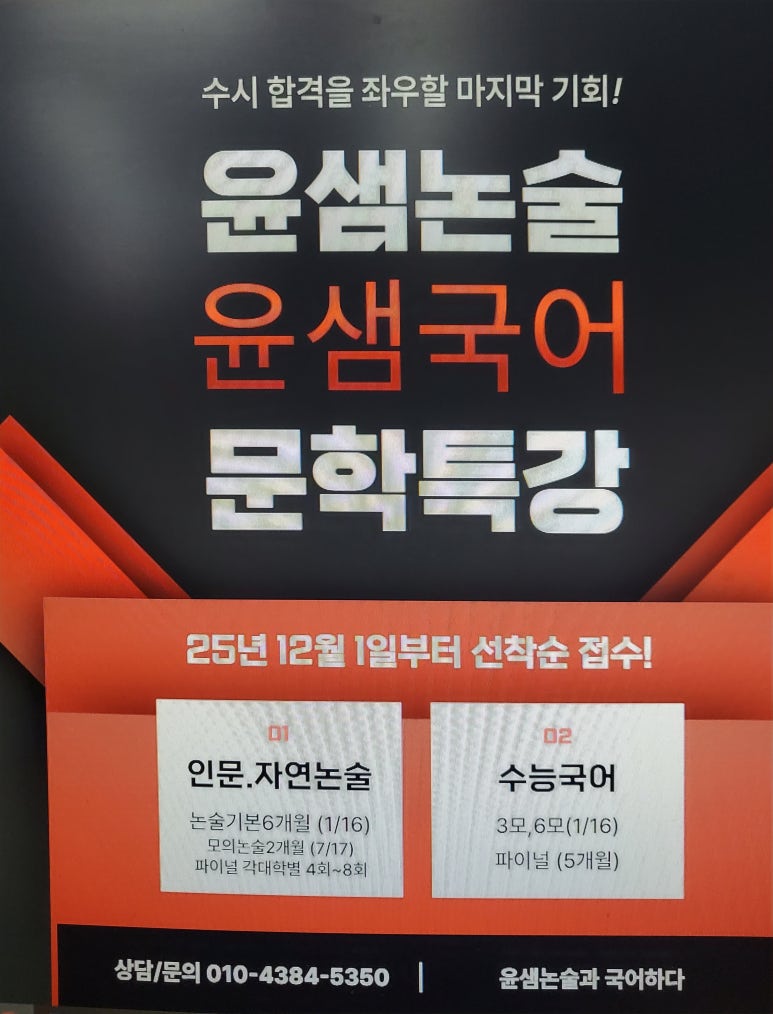 수시 합격을 좌우할 마지막 기회!
윤샘논술
윤샘국어
문학특강
25년 12월 1일부터 선착순 접수!
01
인문.자연논술
논술기본6개월 (1/16)
모의논술2개월 (7/17)
파이널 각대학별 4회~8회
02
수능국어
3모,6모(1/16)
파이널 (5개월)
상담/문의 010-4384-5350 | 윤샘논술과 국어하다